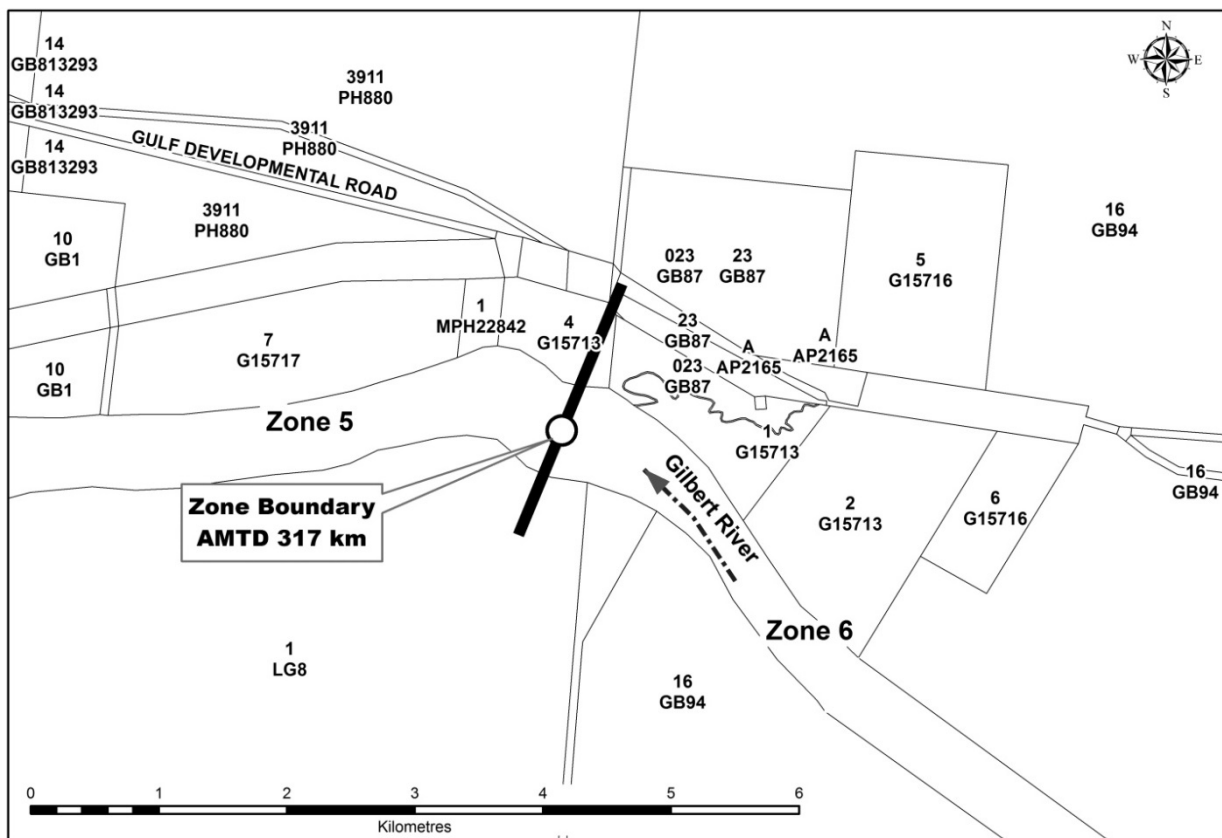 14
GB813293
14
GB813293
14
GB813293
3911
PH880
3911
PH880
GULF DEVELOPMENTAL ROAD
3911
PH880
10
GB1
10
GB1
7
G15717
1
MPH22842
4
G15713
023
GB87
23
GB87
23
GB87
023
GB87
A
AP2165
A
AP2165
5
G15716
16
GB94
N
W
E
S
1
G15713
2
G15713
6
G15716
16
GB94
Zone 5
Zone Boundary
AMTD 317 km
Gilbert River
Zone 6
1
LG8
16
GB94
0
1
2
3
4
5
6
Kilometres